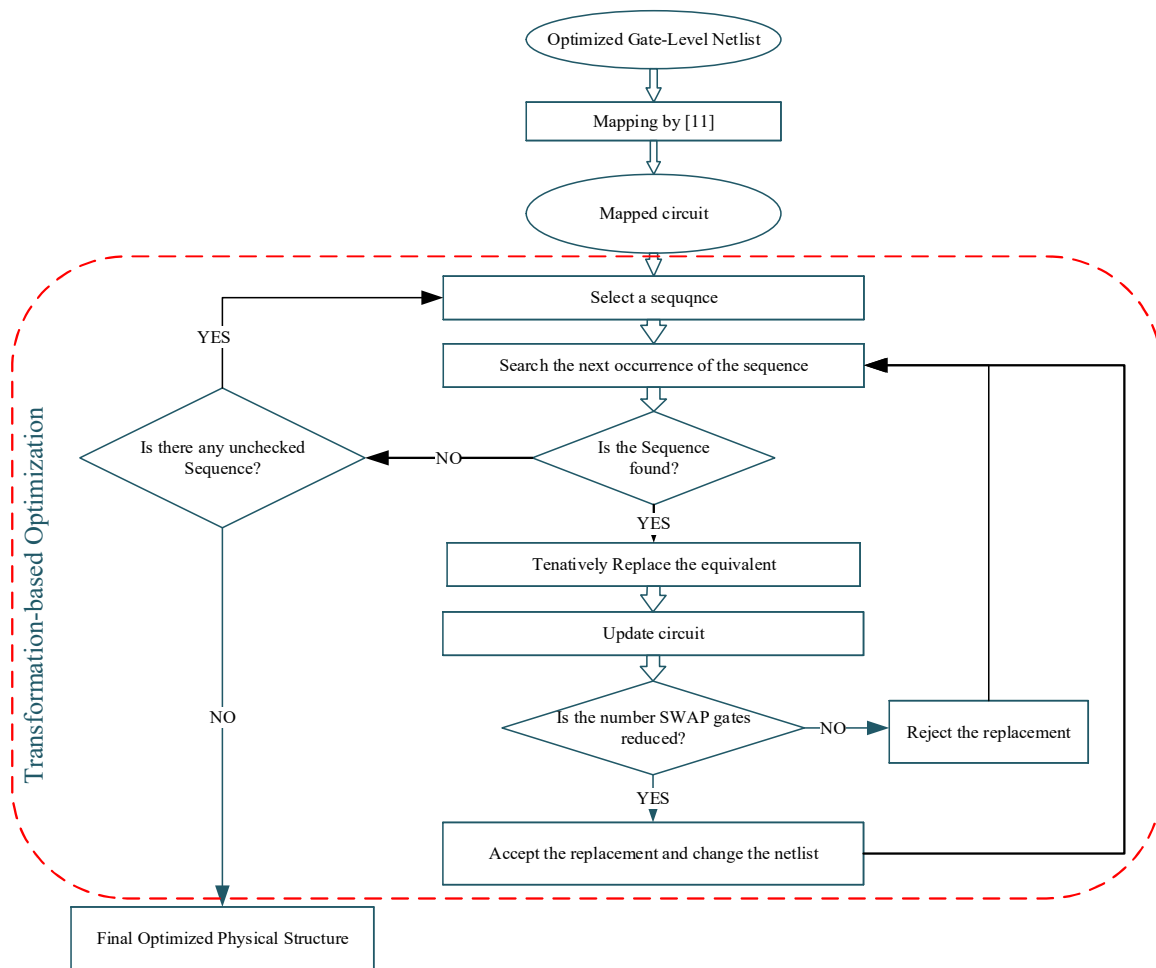 Optimized Gate-Level Netlist
Mapping by [11]
Mapped circuit
Select a sequqnce
YES
Search the next occurrence of the sequence
Is there any unchecked
Sequence?
NO
Is the Sequence
found?
YES
Tenatively Replace the equivalent
Update circuit
Transformation-based Optimization
NO
Is the number SWAP gates
reduced?
NO
Reject the replacement
YES
Accept the replacement and change the netlist
Final Optimized Physical Structure